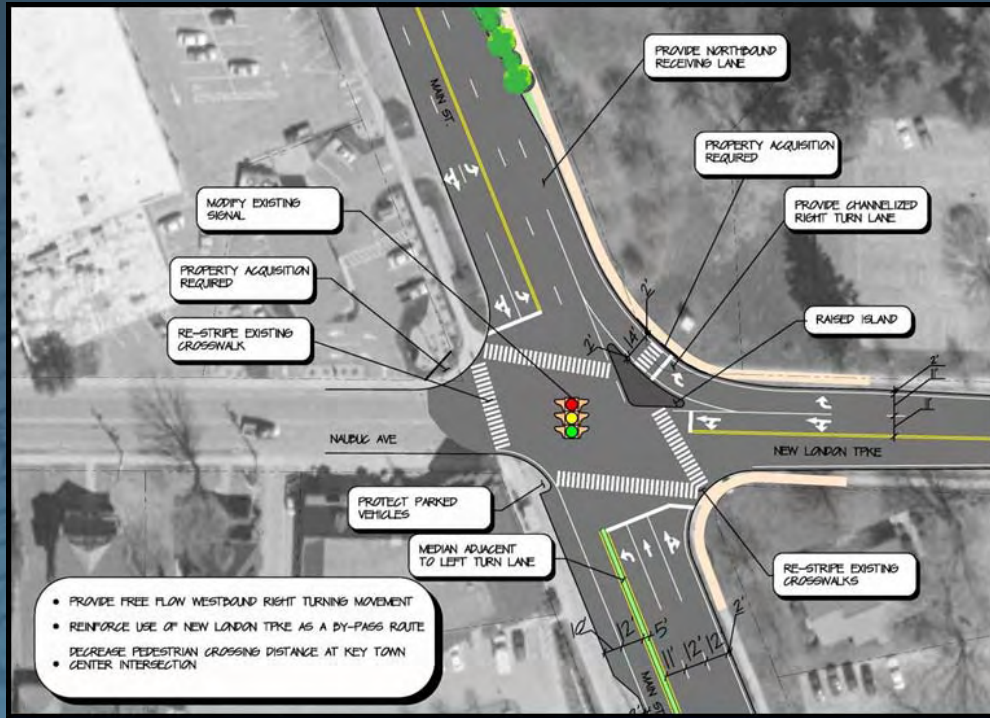 MAIN ST.
PROVIDE NORTHBOUND
RECEIVING LANE
PROPERTY ACQUISITION
REQUIRED
MODIFY EXISTING
SIGNAL
PROVIDE CHANNELIZED
RIGHT TURN LANE
PROPERTY ACQUISITION
REQUIRED
RAISED ISLAND
RE-STRIPE EXISTING
CROSSWALK
2'
14'
2'
2'
11'
11'
NAUBUC AVE
NEW LONDON TPKE
PROTECT PARKED
VEHICLES
MEDIAN ADJACENT
TO LEFT TURN LANE
RE-STRIPE EXISTING
CROSSWALKS
• PROVIDE FREE FLOW WESTBOUND RIGHT TURNING MOVEMENT
• REINFORCE USE OF NEW LONDON TPKE AS A BY-PASS ROUTE
DECREASE PEDESTRIAN CROSSING DISTANCE AT KEY TOWN
• CENTER INTERSECTION
12'
5'
11'
12'
12'
2'
MAIN ST.